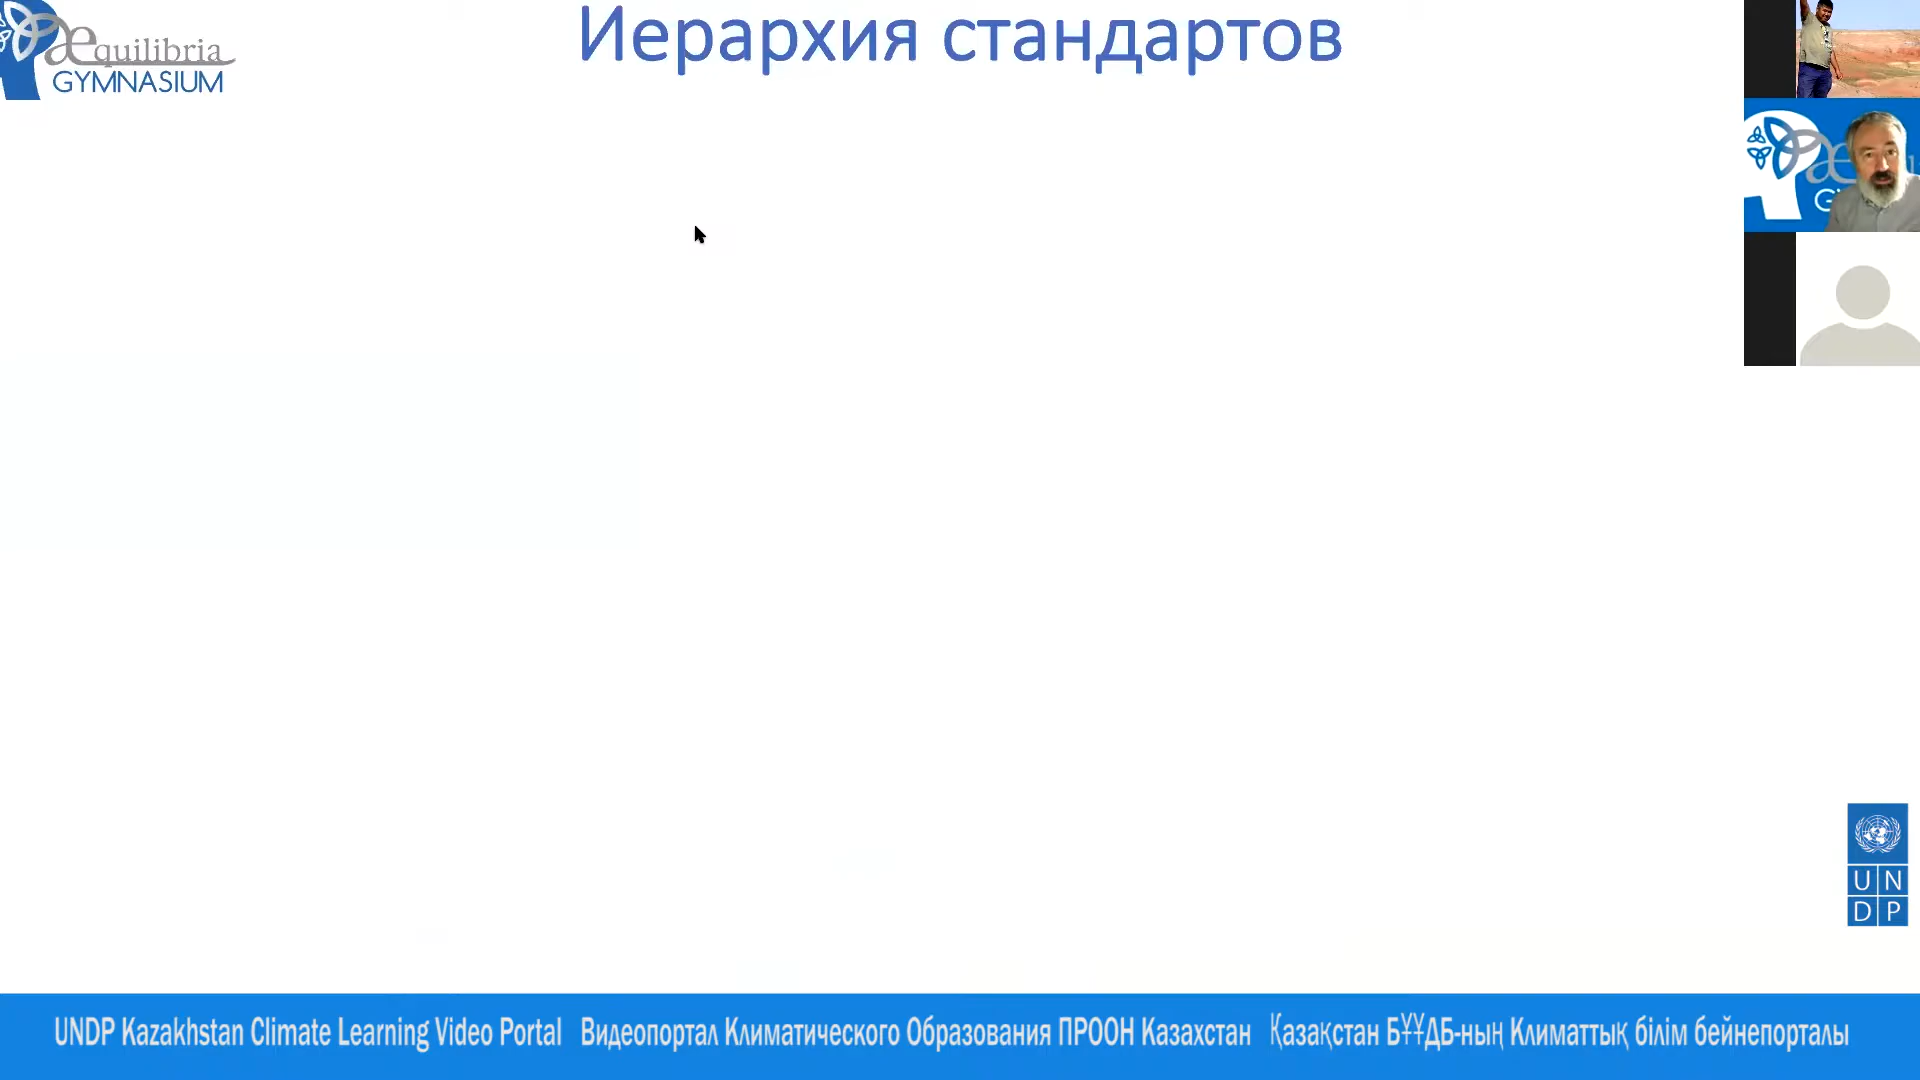 Иерархия стандартов
Æquilibria
GYMNASIUM
Æ
G
U N
D P
UNDP Kazakhstan Climate Learning Video Portal Видеопортал Климатического Образования ПРООН Казахстан Қазақстан БҰҰДБ-ның Климаттық білім бейнепорталы